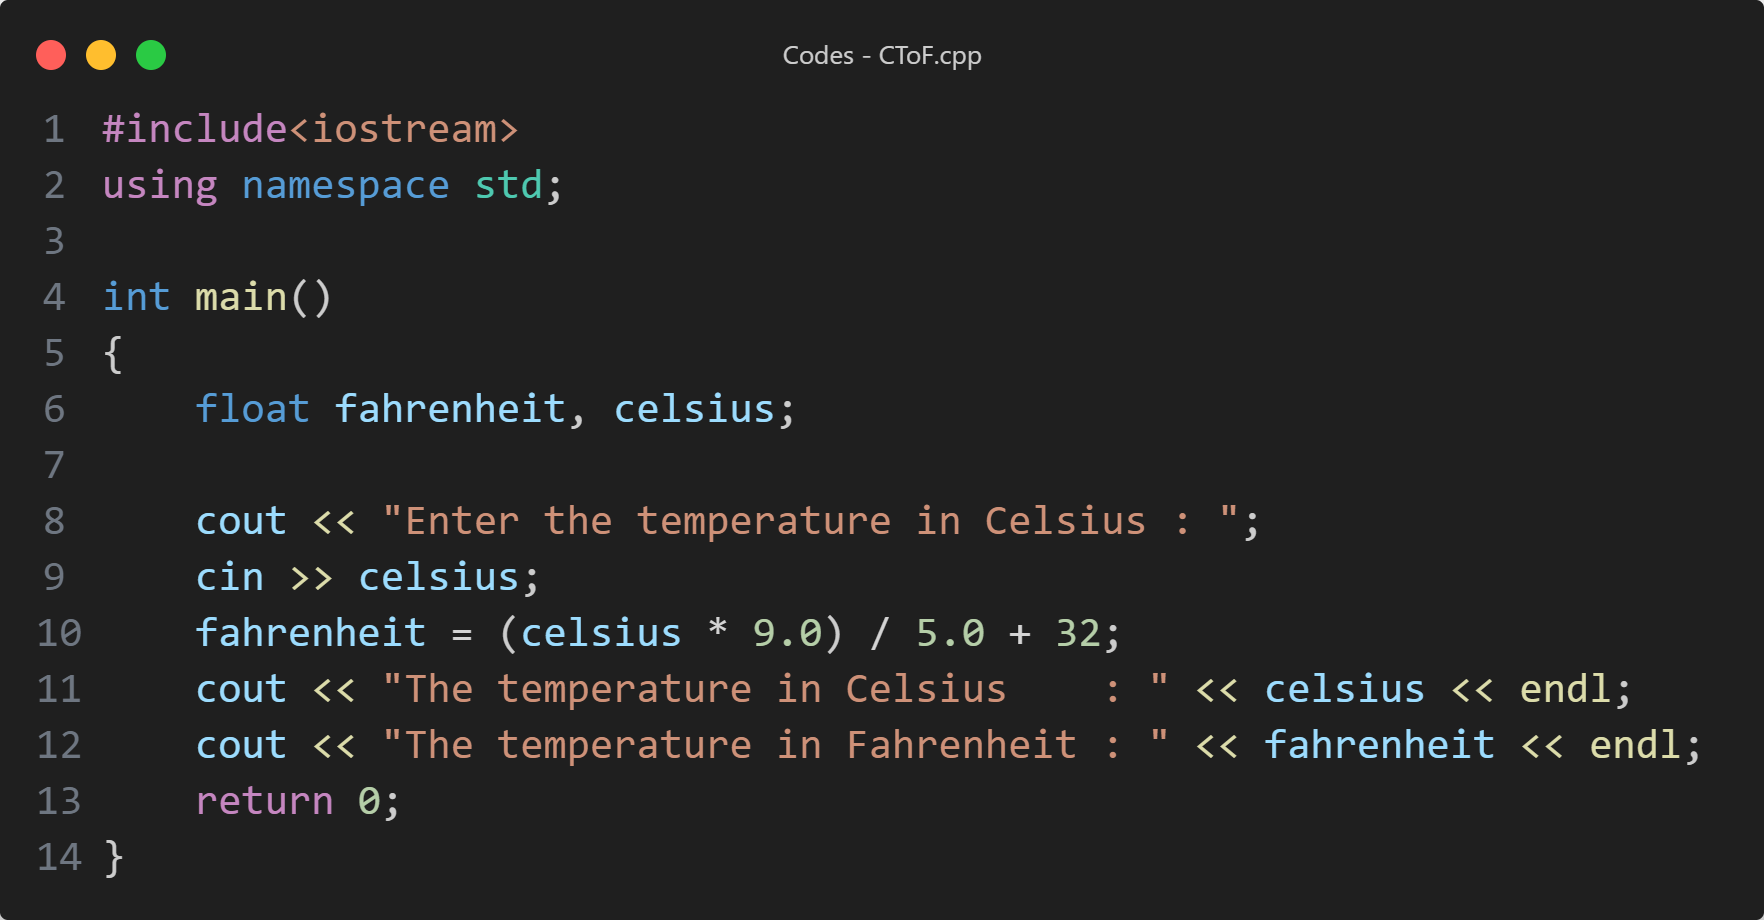 Codes - CToF.cpp
1 #include<iostream>
2 using namespace std;
3
4 int main()
5 {
6     float fahrenheit, celsius;
7
8     cout << "Enter the temperature in Celsius : ";
9     cin >> celsius;
10     fahrenheit = (celsius * 9.0) / 5.0 + 32;
11     cout << "The temperature in Celsius    : " << celsius << endl;
12     cout << "The temperature in Fahrenheit : " << fahrenheit << endl;
13     return 0;
14 }